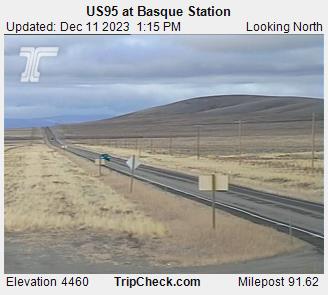 US95 at Basque Station
Updated: Dec 11 2023 1:15 PM Looking North
Elevation 4460 TripCheck.com Milepost 91.62